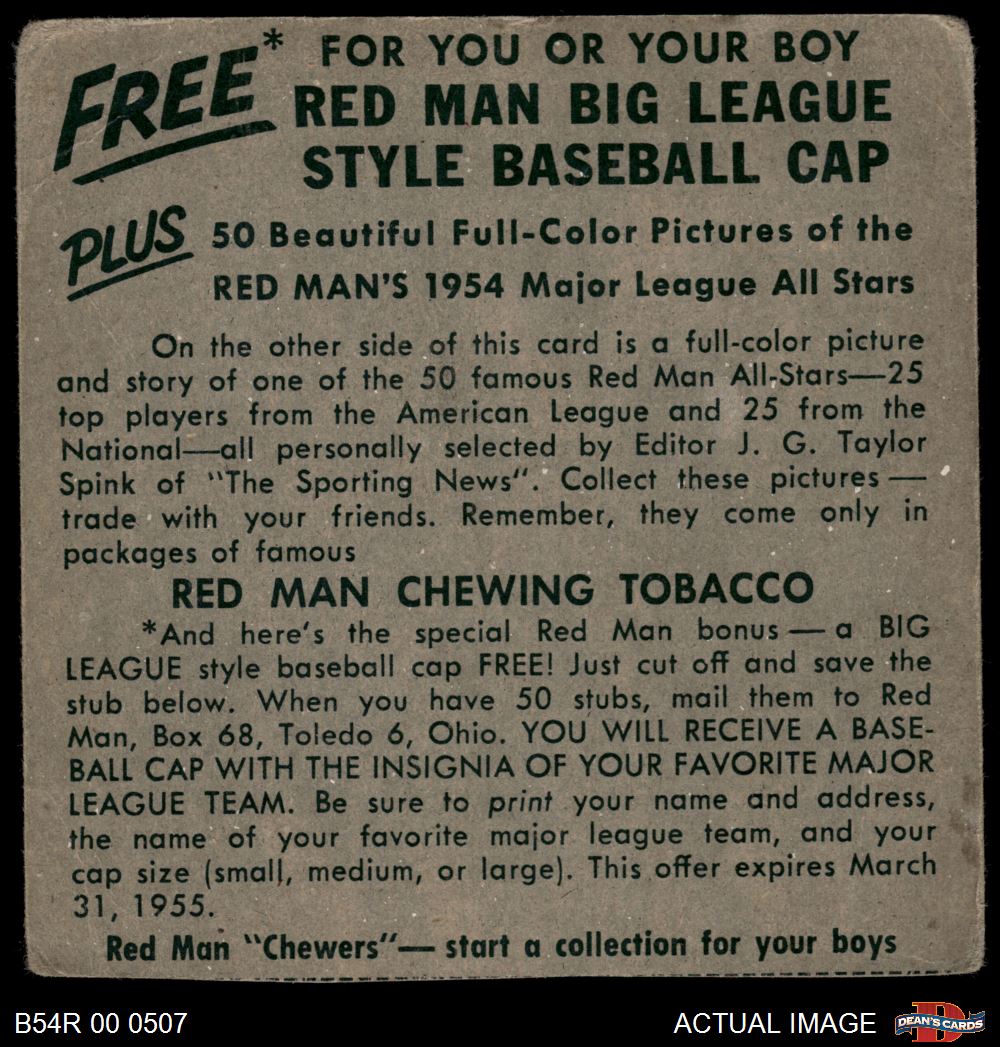 FREE* FOR YOU OR YOUR BOY
RED MAN BIG LEAGUE
STYLE BASEBALL CAP
PLUS 50 Beautiful Full-Color Pictures of the
RED MAN'S 1954 Major League All Stars
On the other side of this card is a full-color picture
and story of one of the 50 famous Red Man All-Stars—25
top players from the American League and 25 from the
National—all personally selected by Editor J. G. Taylor
Spink of "The Sporting News". Collect these pictures —
trade with your friends. Remember, they come only in
packages of famous
RED MAN CHEWING TOBACCO
*And here's the special Red Man bonus — a BIG
LEAGUE style baseball cap FREE! Just cut off and save the
stub below. When you have 50 stubs, mail them to Red
Man, Box 68, Toledo 6, Ohio. YOU WILL RECEIVE A BASE-
BALL CAP WITH THE INSIGNIA OF YOUR FAVORITE MAJOR
LEAGUE TEAM. Be sure to print your name and address,
the name of your favorite major league team, and your
cap size (small, medium, or large). This offer expires March
31, 1955.
Red Man "Chewers"— start a collection for your boys
B54R 00 0507
ACTUAL IMAGE
D
DEAN'S CARDS